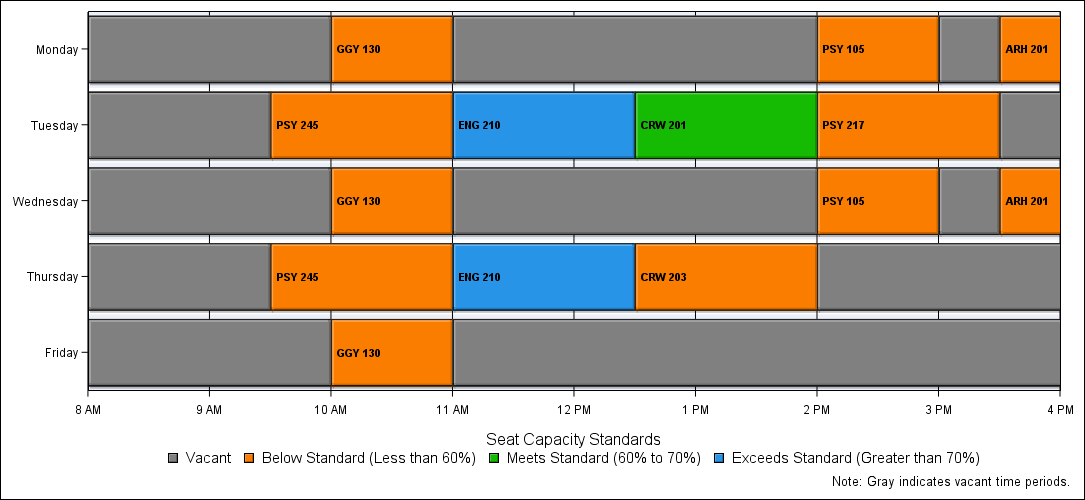 Monday GGY 130 PSY 105 ARH 201
Tuesday PSY 245 ENG 210 CRW 201 PSY 217
Wednesday GGY 130 PSY 105 ARH 201
Thursday PSY 245 ENG 210 CRW 203
Friday GGY 130
8 AM 9 AM 10 AM 11 AM 12 PM 1 PM 2 PM 3 PM 4 PM
Seat Capacity Standards
Vacant Below Standard (Less than 60%) Meets Standard (60% to 70%) Exceeds Standard (Greater than 70%)
Note: Gray indicates vacant time periods.